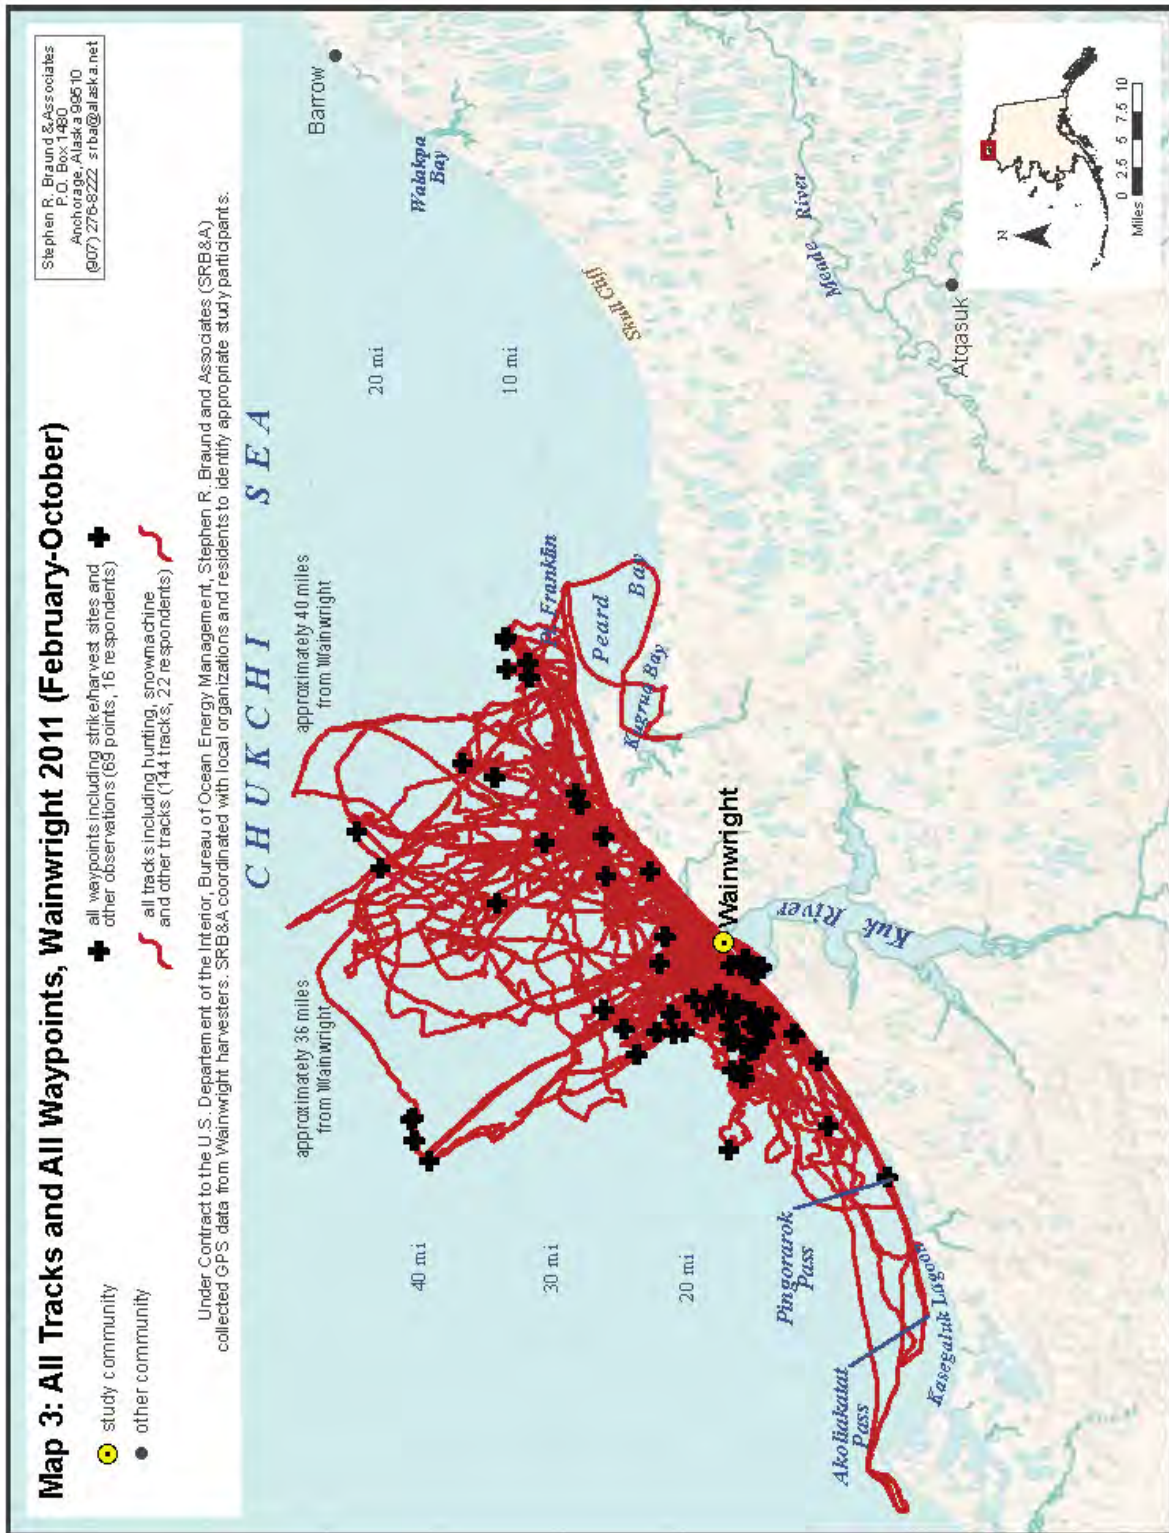 Map 3: All Tracks and All Waypoints, Wainwright 2011 (February-October)
study community
other community
all waypoints including strike/harvest sites and
other observations (69 points, 16 respondents)
all tracks including hunting, snowmachine
and other tracks (144 tracks, 22 respondents)
Stephen R. Braund & Associates
P.O. Box 1480
Anchorage, Alaska 99510
(907) 276-8222 srba@alaska.net
Under Contract to the U.S. Departement of the Interior, Bureau of Ocean Energy Management, Stephen R. Braund and Associates (SRB&A)
collected GPS data from Wainwright harvesters. SRB&A coordinated with local organizations and residents to identify appropriate study participants.
CHUKCHI SEA
approximately 36 miles
from Wainwright
approximately 40 miles
from Wainwright
Barrow
40 mi
30 mi
20 mi
20 mi
10 mi
Walakpa
Bay
Skull Cliff
Pt. Franklin
Peard
Bay
Kugrua Bay
Wainwright
Kuk River
Pingorarok
Pass
Akoliakatat
Pass
Kasegaluk Lagoon
Meade River
Atqasuk
N
0 2.5 5 7.5 10
Miles